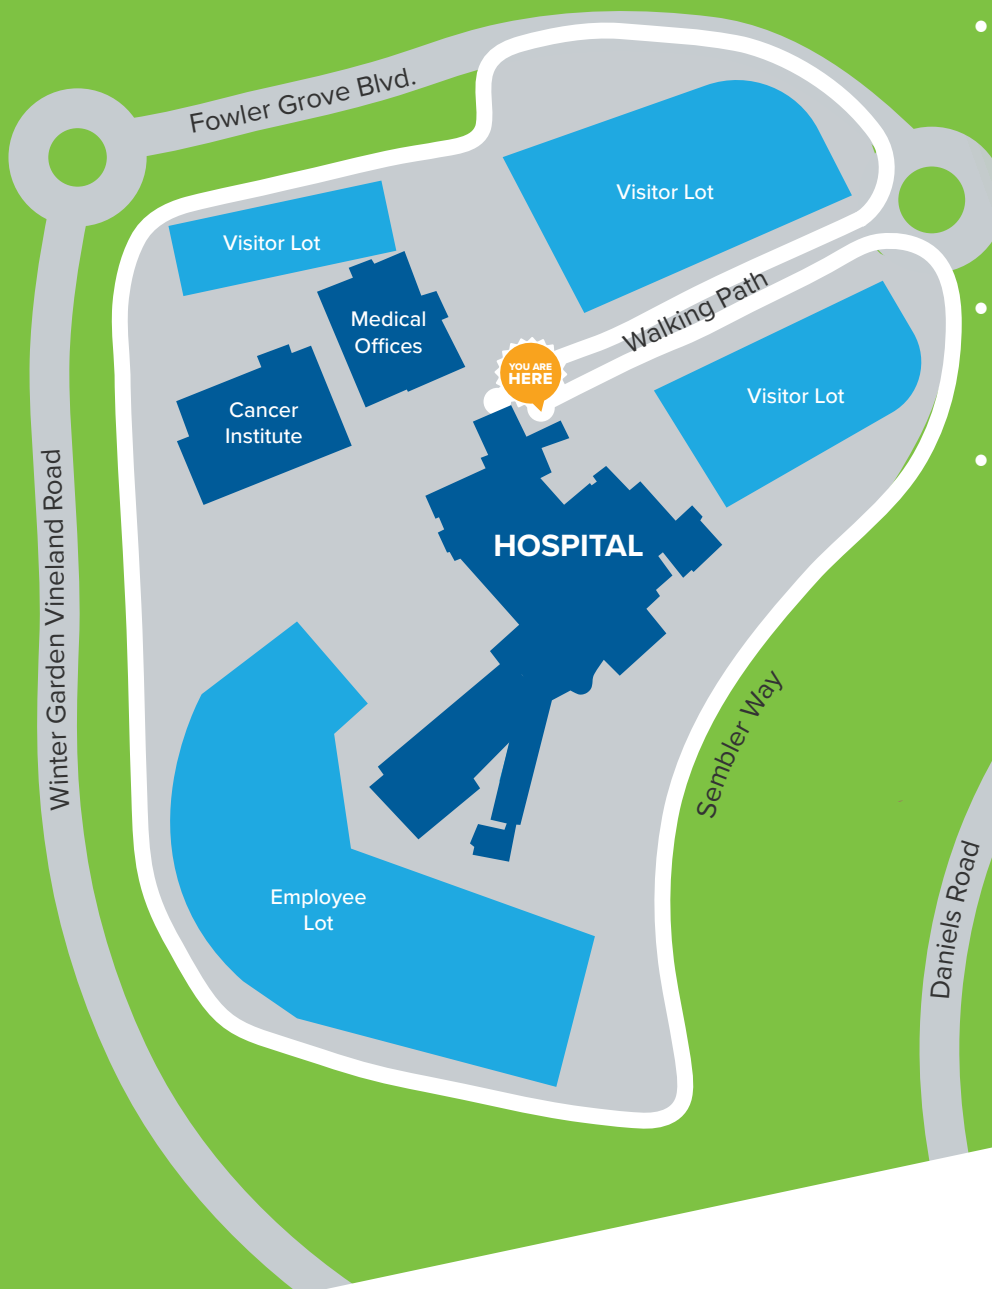 Fowler Grove Blvd.
Visitor Lot
Visitor Lot
Walking Path
Medical
Offices
YOU ARE
HERE
Visitor Lot
Cancer
Institute
Winter Garden Vineland Road
HOSPITAL
Sembler Way
Employee
Lot
Daniels Road